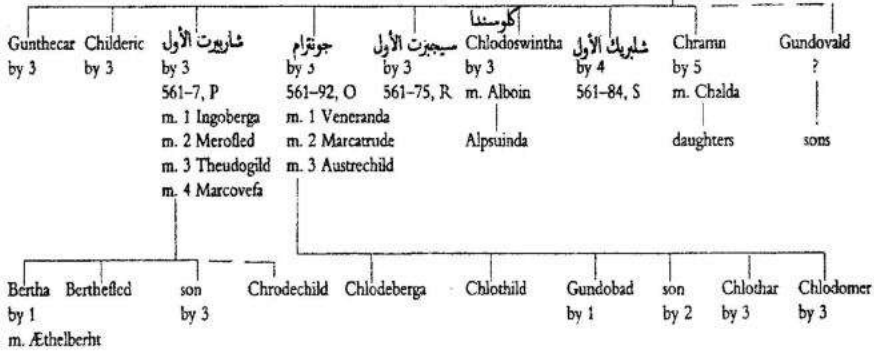 كلوسندا
Gunthecar Childeric شاريبرت الأول جونترام سيجبرت الأول Chlodoswintha شلبريك الأول Chramn Gundovald
by 3 by 3 by 3 by 3 by 3 by 3 by 4 by 5 ?
561–7, P 561–92, O 561–75, R m. Alboin 561–84, S m. Chalda
m. 1 Ingoberga m. 1 Veneranda
m. 2 Merofled m. 2 Marcatrude Alpsuinda daughters sons
m. 3 Theudogild m. 3 Austrechild
m. 4 Marcovefa
Bertha Berthefled son Chrodechild Chlodeberga Chlothild Gundobad son Chlothar Chlodomer
by 1 by 3 by 1 by 2 by 3 by 3
m. Æthelberht